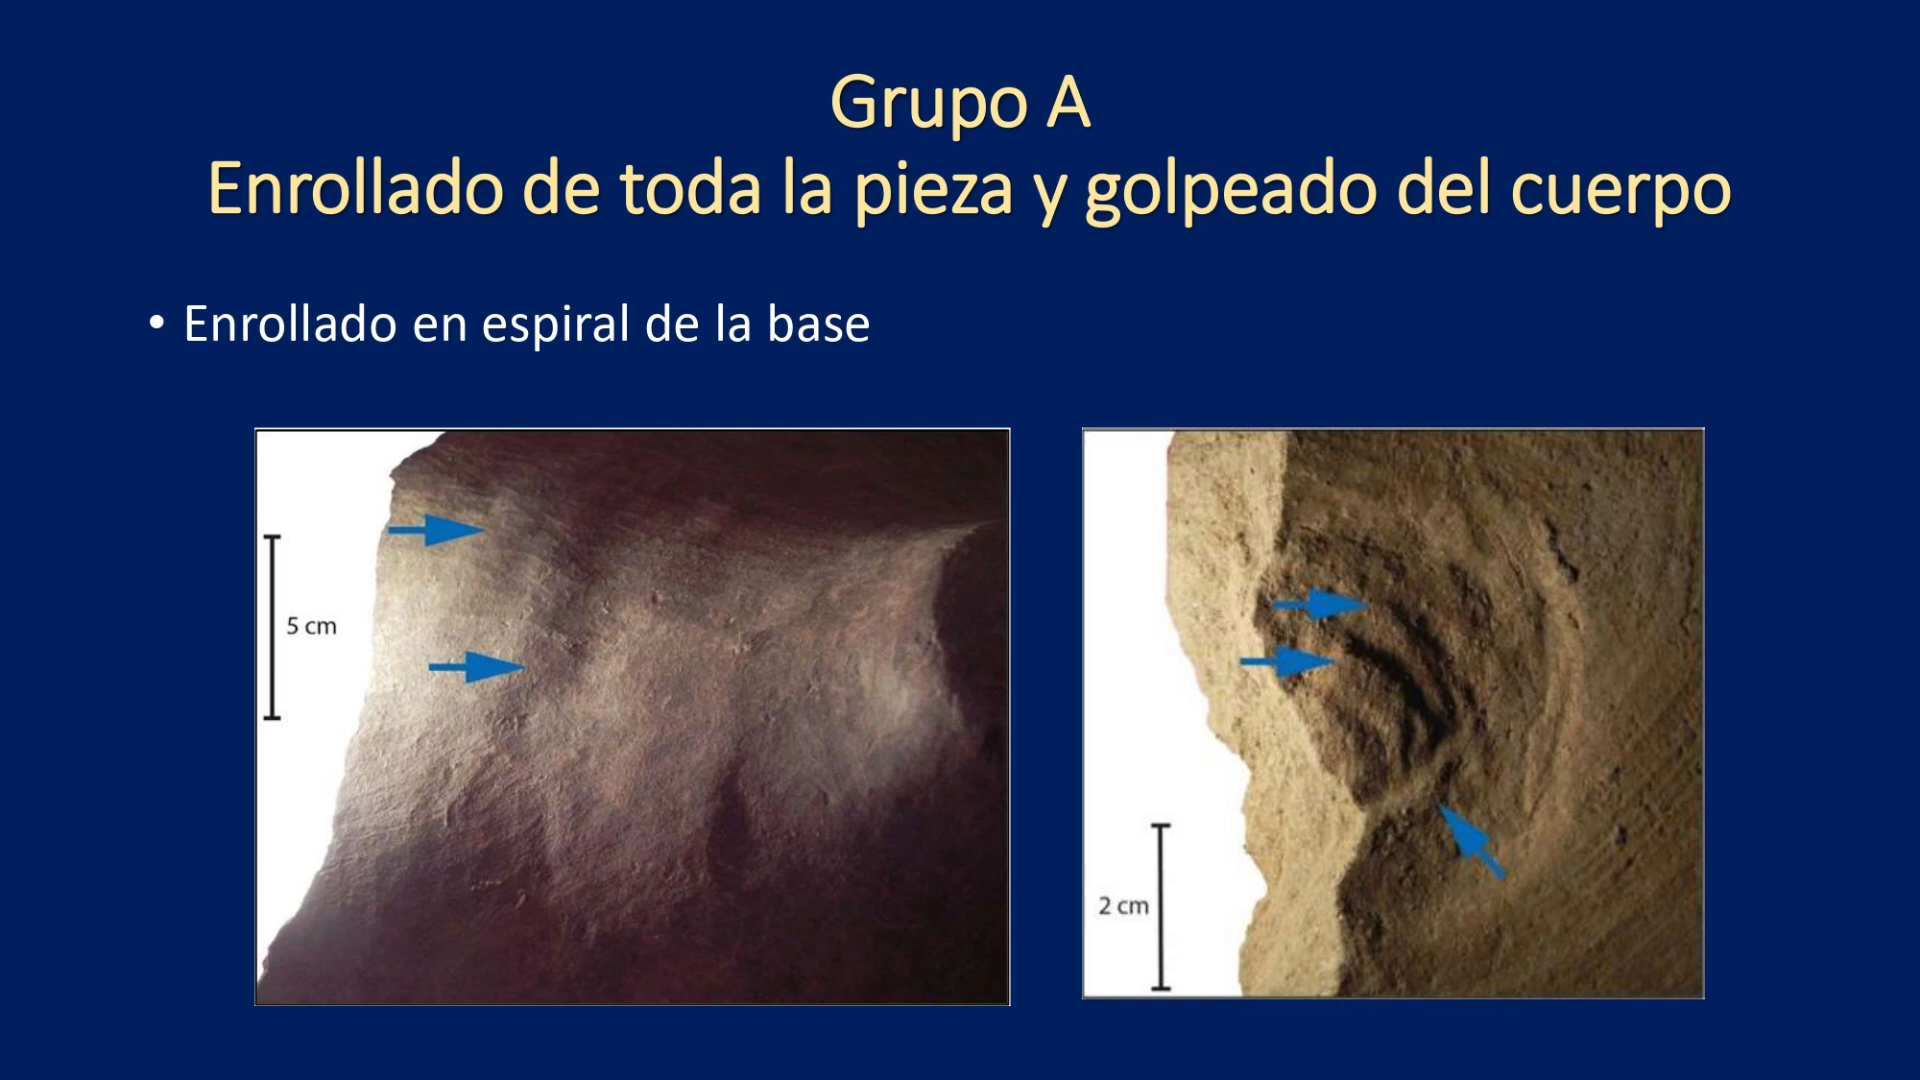 Grupo A
Enrollado de toda la pieza y golpeado del cuerpo
• Enrollado en espiral de la base
5 cm
2 cm